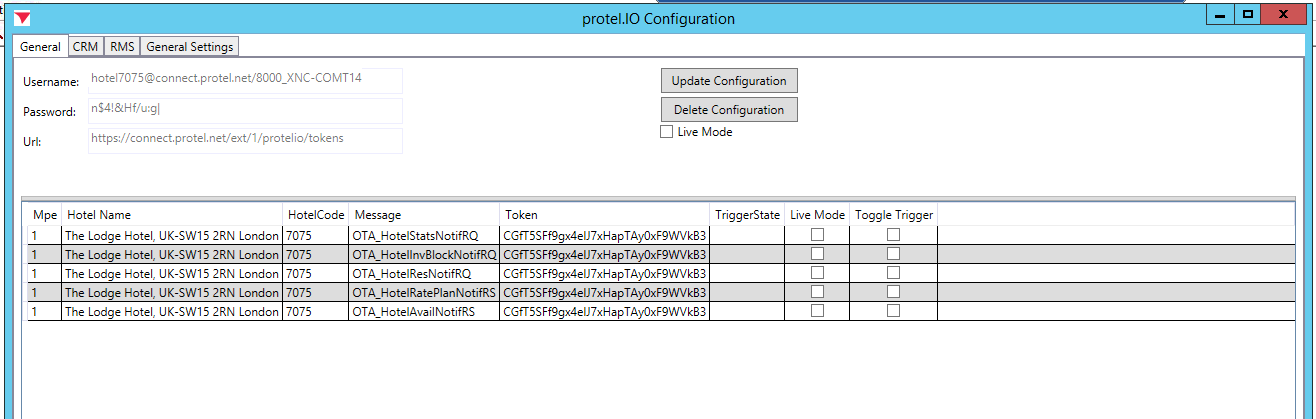 protel.IO Configuration
General CRM RMS General Settings
Username: hotel7075@connect.protel.net/8000_XNC-COMT14 Update Configuration
Password: n$4!&Hf/u:g| Delete Configuration
Url: https://connect.protel.net/ext/1/protelio/tokens Live Mode
Mpe Hotel Name HotelCode Message Token TriggerState Live Mode Toggle Trigger
1 The Lodge Hotel, UK-SW15 2RN London 7075 OTA_HotelStatsNotifRQ CGfT5SFf9gx4eIJ7xHapTAy0xF9WVkB3
1 The Lodge Hotel, UK-SW15 2RN London 7075 OTA_HotelInvBlockNotifRQ CGfT5SFf9gx4eIJ7xHapTAy0xF9WVkB3
1 The Lodge Hotel, UK-SW15 2RN London 7075 OTA_HotelResNotifRQ CGfT5SFf9gx4eIJ7xHapTAy0xF9WVkB3
1 The Lodge Hotel, UK-SW15 2RN London 7075 OTA_HotelRatePlanNotifRS CGfT5SFf9gx4eIJ7xHapTAy0xF9WVkB3
1 The Lodge Hotel, UK-SW15 2RN London 7075 OTA_HotelAvailNotifRS CGfT5SFf9gx4eIJ7xHapTAy0xF9WVkB3